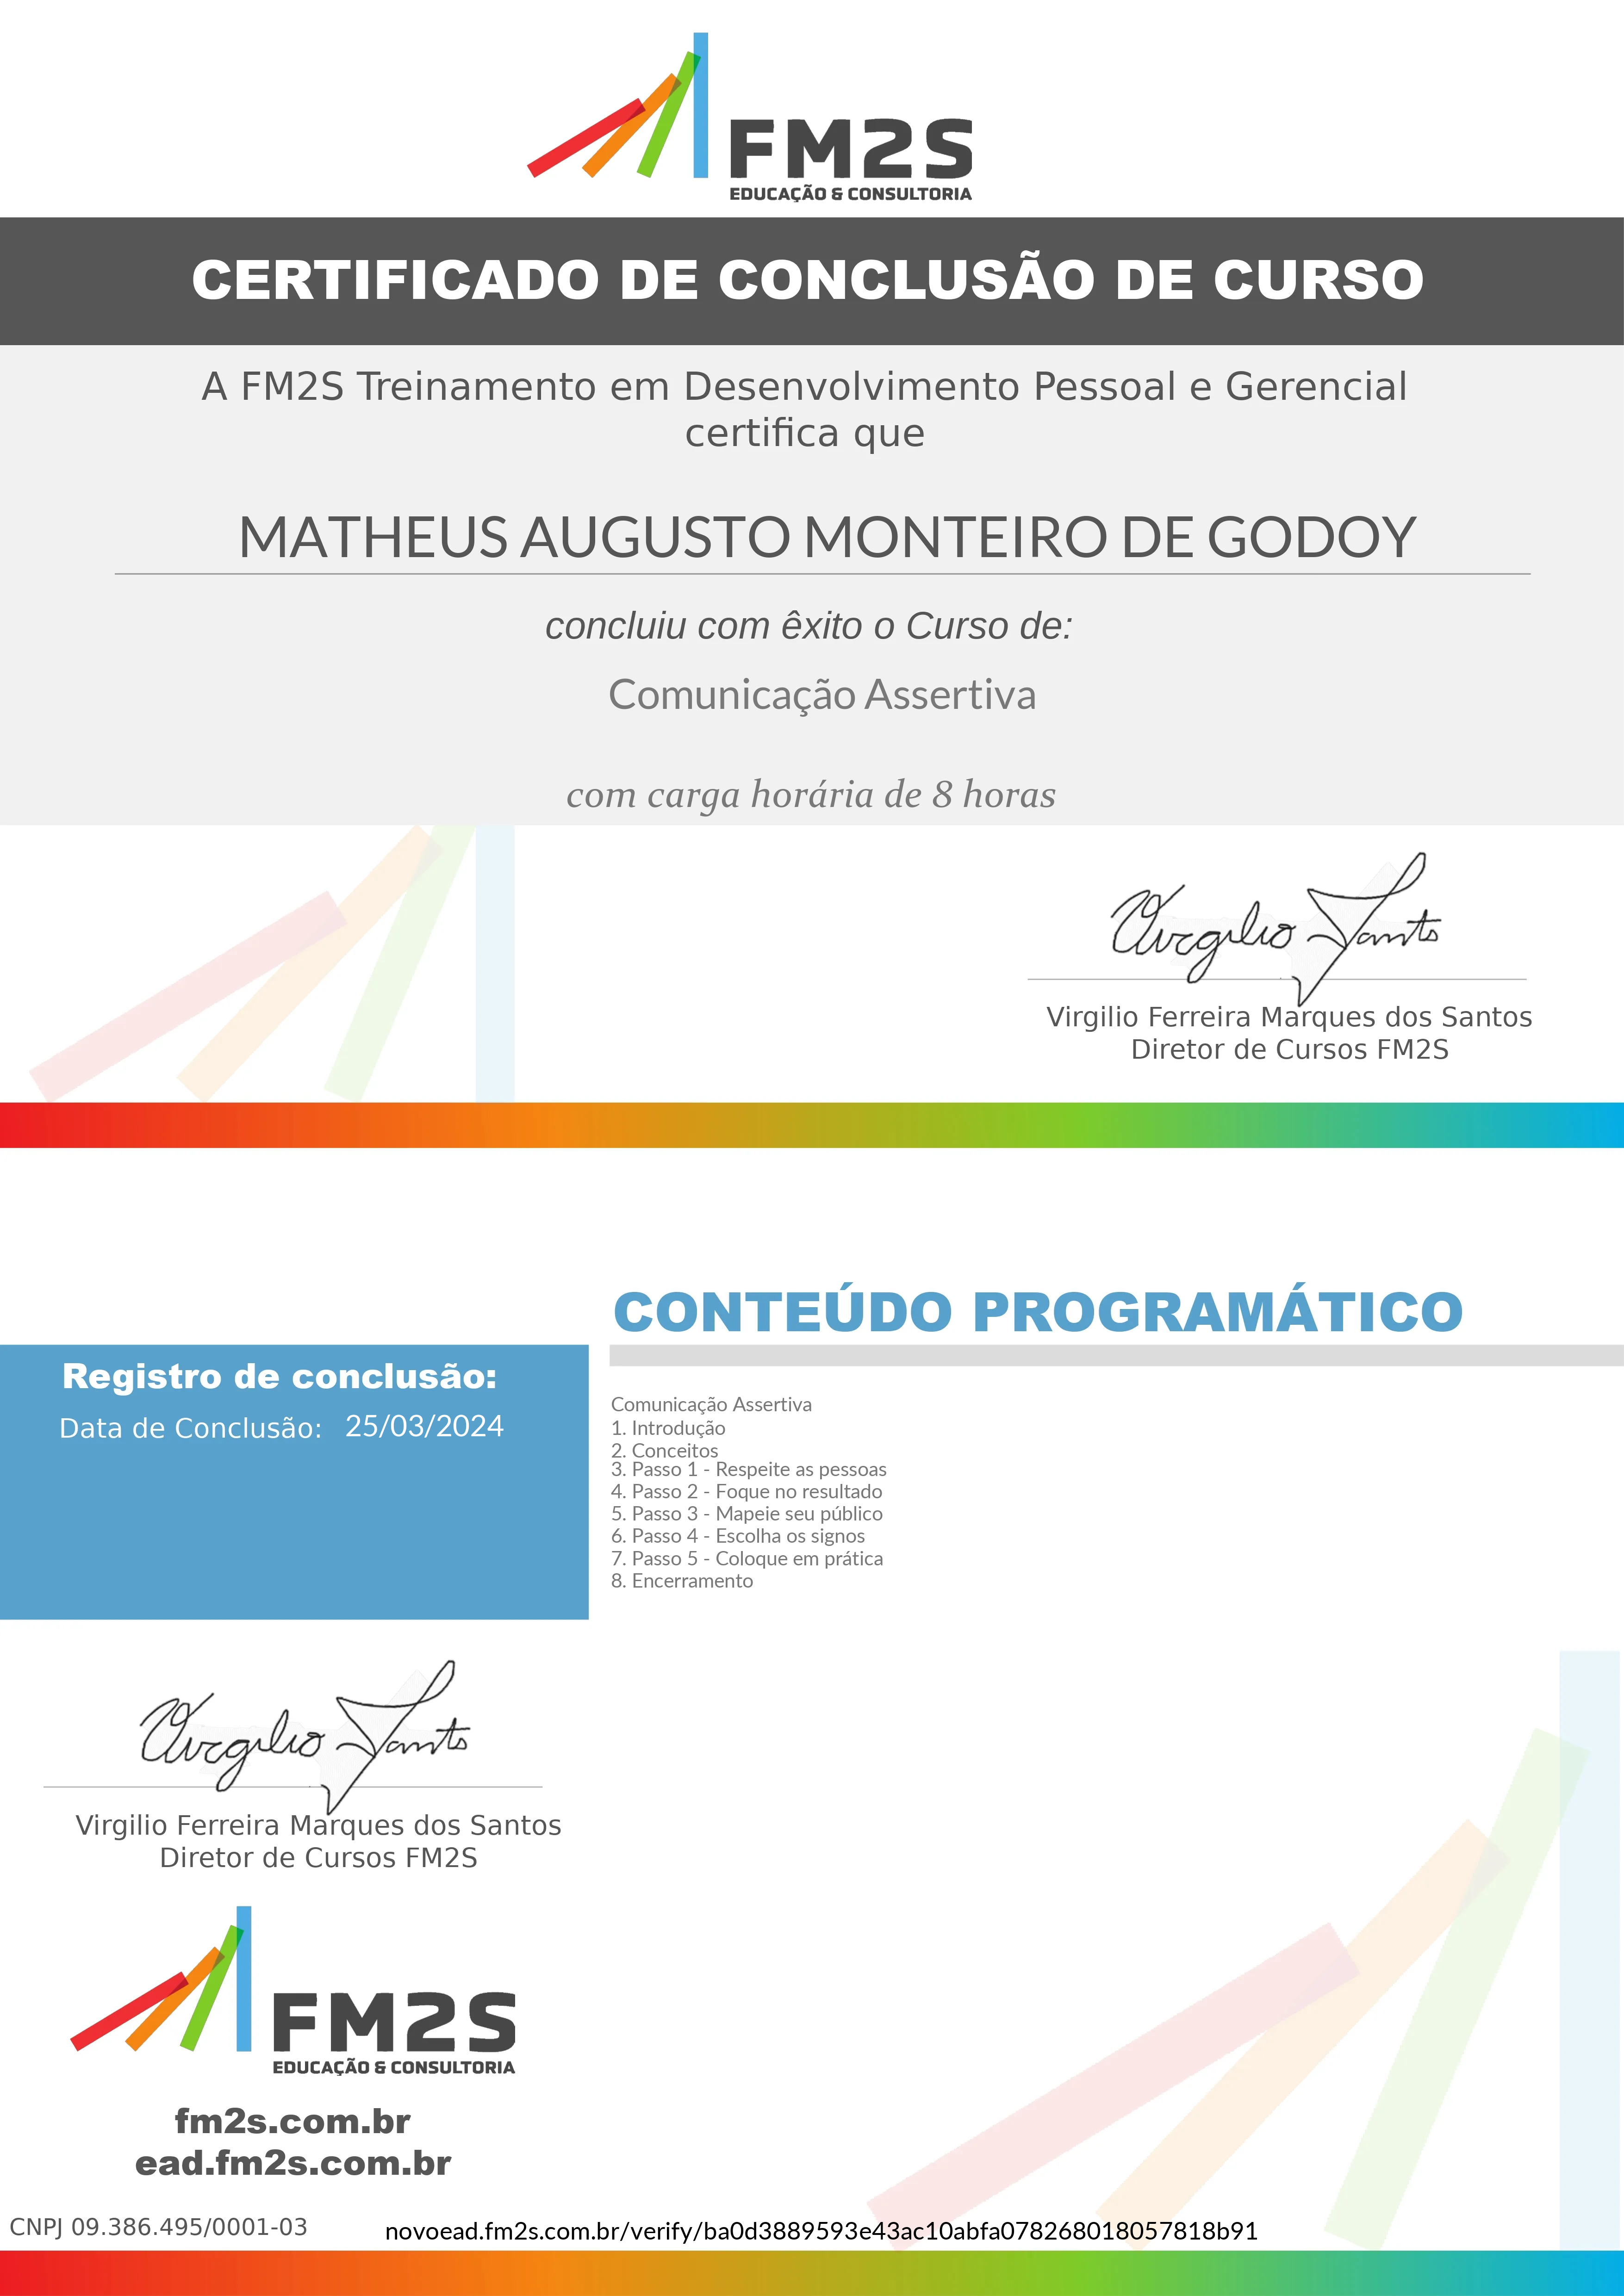 FM2S
EDUCAÇÃO & CONSULTORIA
CERTIFICADO DE CONCLUSÃO DE CURSO
A FM2S Treinamento em Desenvolvimento Pessoal e Gerencial
certifica que
MATHEUS AUGUSTO MONTEIRO DE GODOY
concluiu com êxito o Curso de:
Comunicação Assertiva
com carga horária de 8 horas
Virgilio Santo
Virgilio Ferreira Marques dos Santos
Diretor de Cursos FM2S
CONTEÚDO PROGRAMÁTICO
Registro de conclusão:
Data de Conclusão: 25/03/2024
Comunicação Assertiva
1. Introdução
2. Conceitos
3. Passo 1 - Respeite as pessoas
4. Passo 2 - Foque no resultado
5. Passo 3 - Mapeie seu público
6. Passo 4 - Escolha os signos
7. Passo 5 - Coloque em prática
8. Encerramento
Virgilio Santo
Virgilio Ferreira Marques dos Santos
Diretor de Cursos FM2S
FM2S
EDUCAÇÃO & CONSULTORIA
fm2s.com.br
ead.fm2s.com.br
CNPJ 09.386.495/0001-03
novoead.fm2s.com.br/verify/ba0d3889593e43ac10abfa078268018057818b91